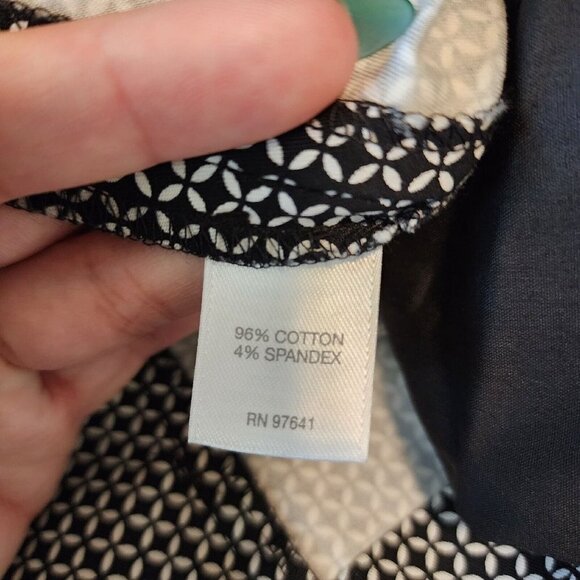 96% COTTON
4% SPANDEX
RN 97641